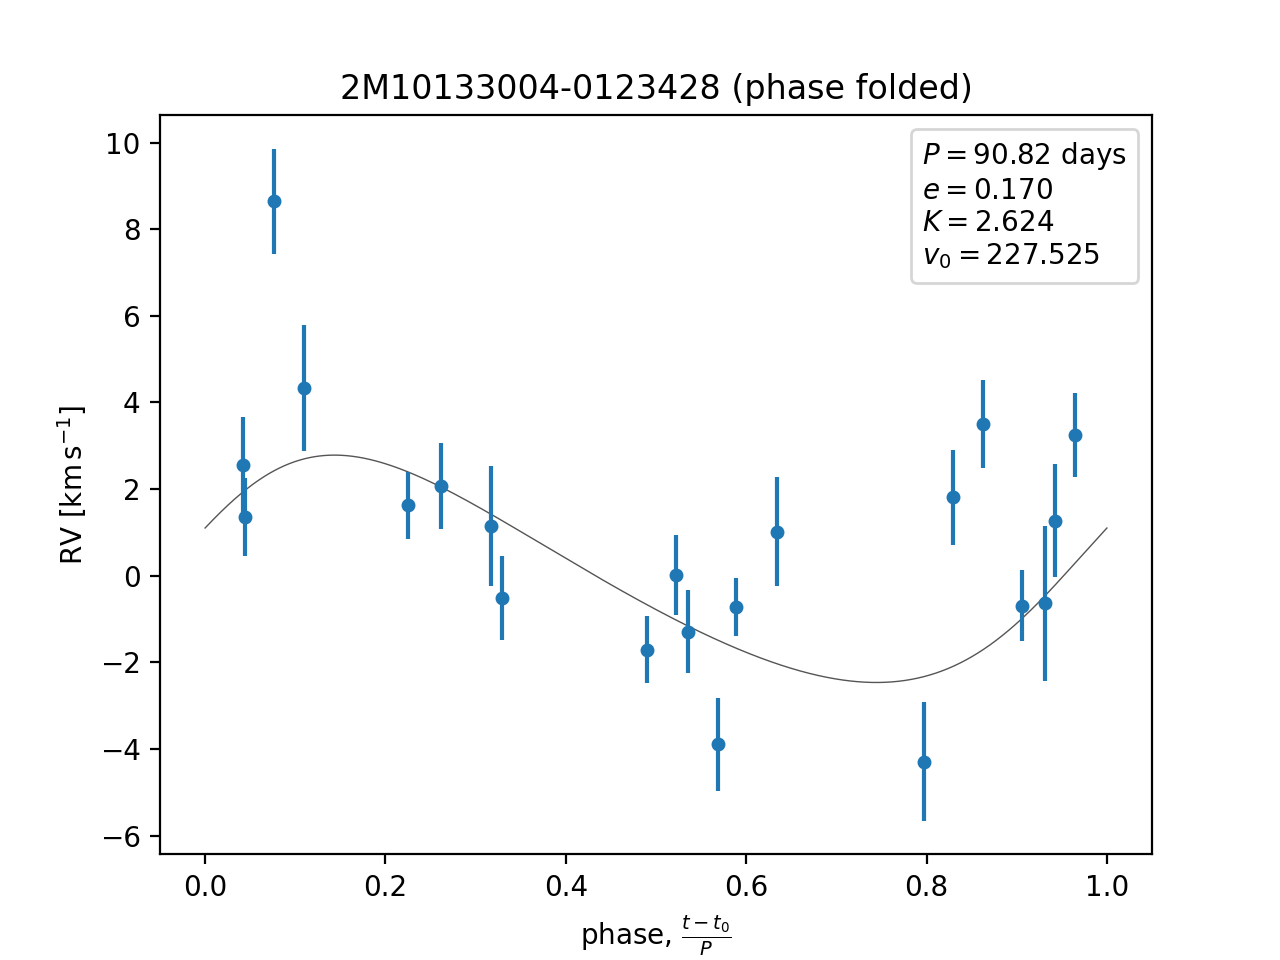 2M10133004-0123428 (phase folded)
P = 90.82 days
e = 0.170
K = 2.624
v₀ = 227.525
10
8
6
4
2
0
−2
−4
−6
RV [km s⁻¹]
0.0 0.2 0.4 0.6 0.8 1.0
phase, (t − t₀)/P